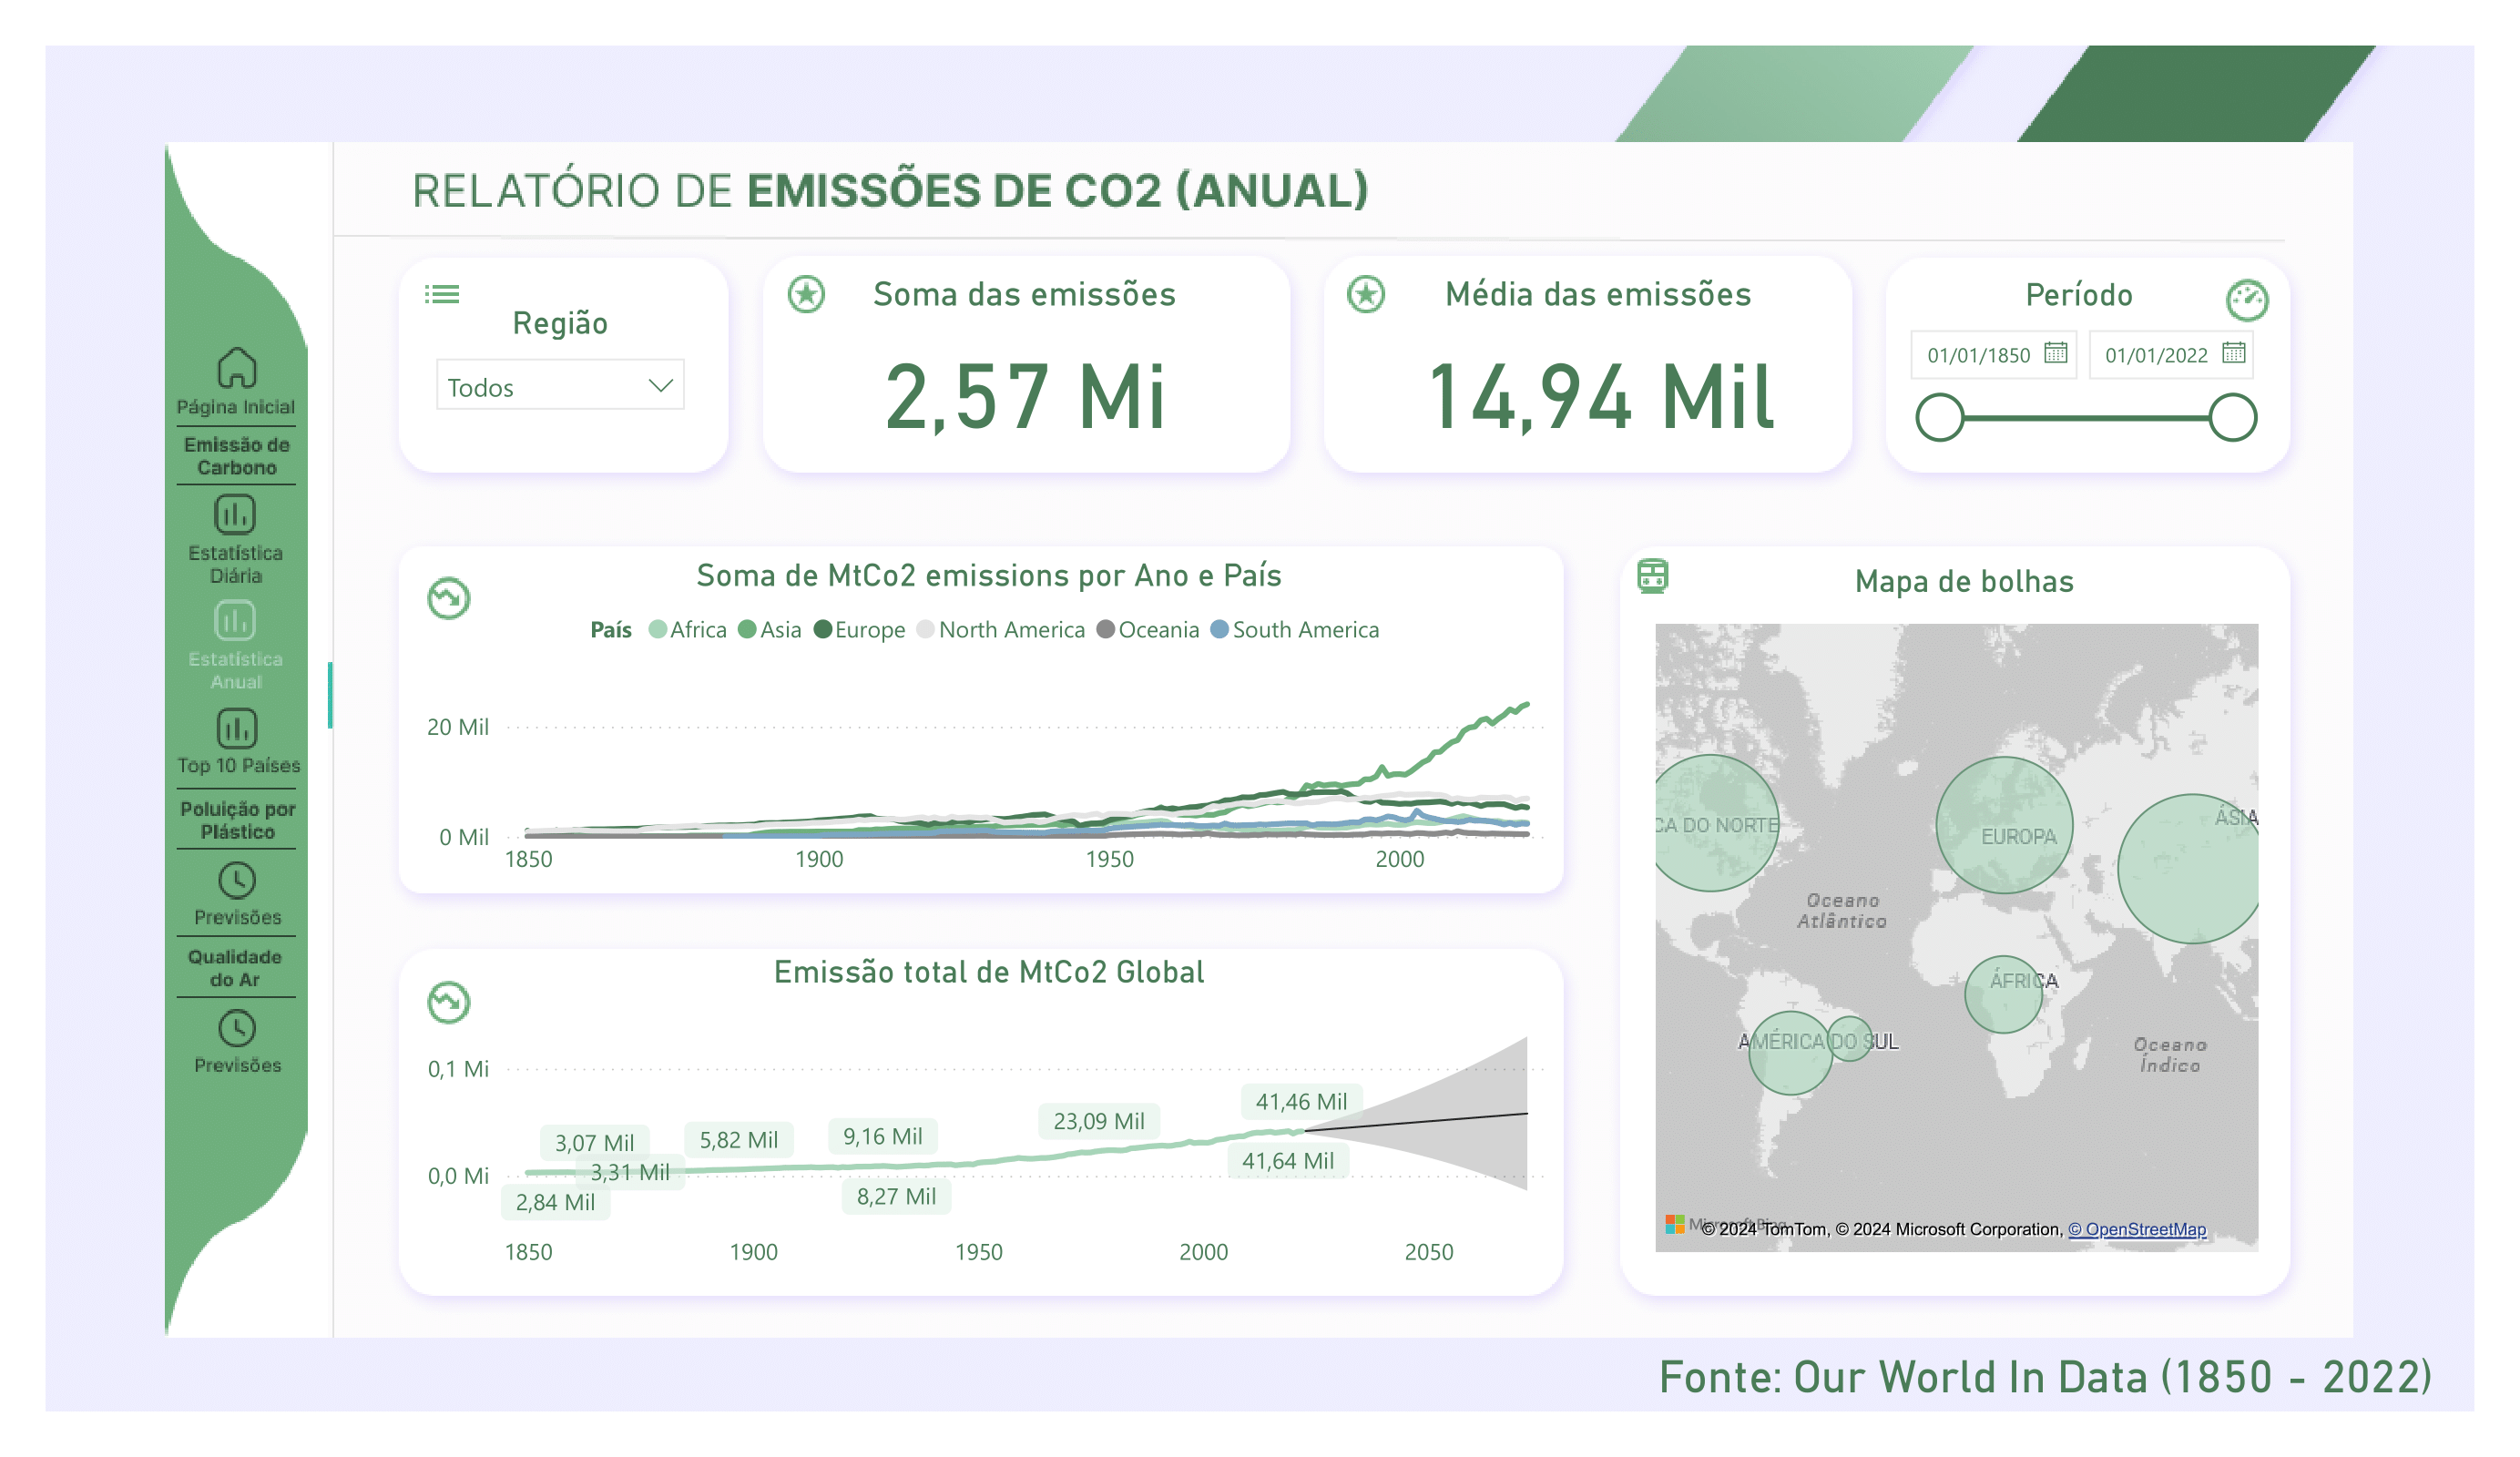 RELATÓRIO DE EMISSÕES DE CO2 (ANUAL)
Página Inicial
Emissão de
Carbono
Estatística
Diária
Estatística
Anual
Top 10 Países
Poluição por
Plástico
Previsões
Qualidade
do Ar
Previsões
Região
Todos
Soma das emissões
2,57 Mi
Média das emissões
14,94 Mil
Período
01/01/1850
01/01/2022
Soma de MtCo2 emissions por Ano e País
País Africa Asia Europe North America Oceania South America
20 Mil
0 Mil
1850 1900 1950 2000
Emissão total de MtCo2 Global
0,1 Mi
0,0 Mi
2,84 Mil
3,07 Mil
3,31 Mil
5,82 Mil
9,16 Mil
8,27 Mil
23,09 Mil
41,46 Mil
41,64 Mil
1850 1900 1950 2000 2050
Mapa de bolhas
CA DO NORTE
EUROPA
ÁSIA
Oceano
Atlântico
ÁFRICA
AMÉRICA DO SUL
Oceano
Índico
Microsoft Bing
© 2024 TomTom, © 2024 Microsoft Corporation, © OpenStreetMap
Fonte: Our World In Data (1850 - 2022)